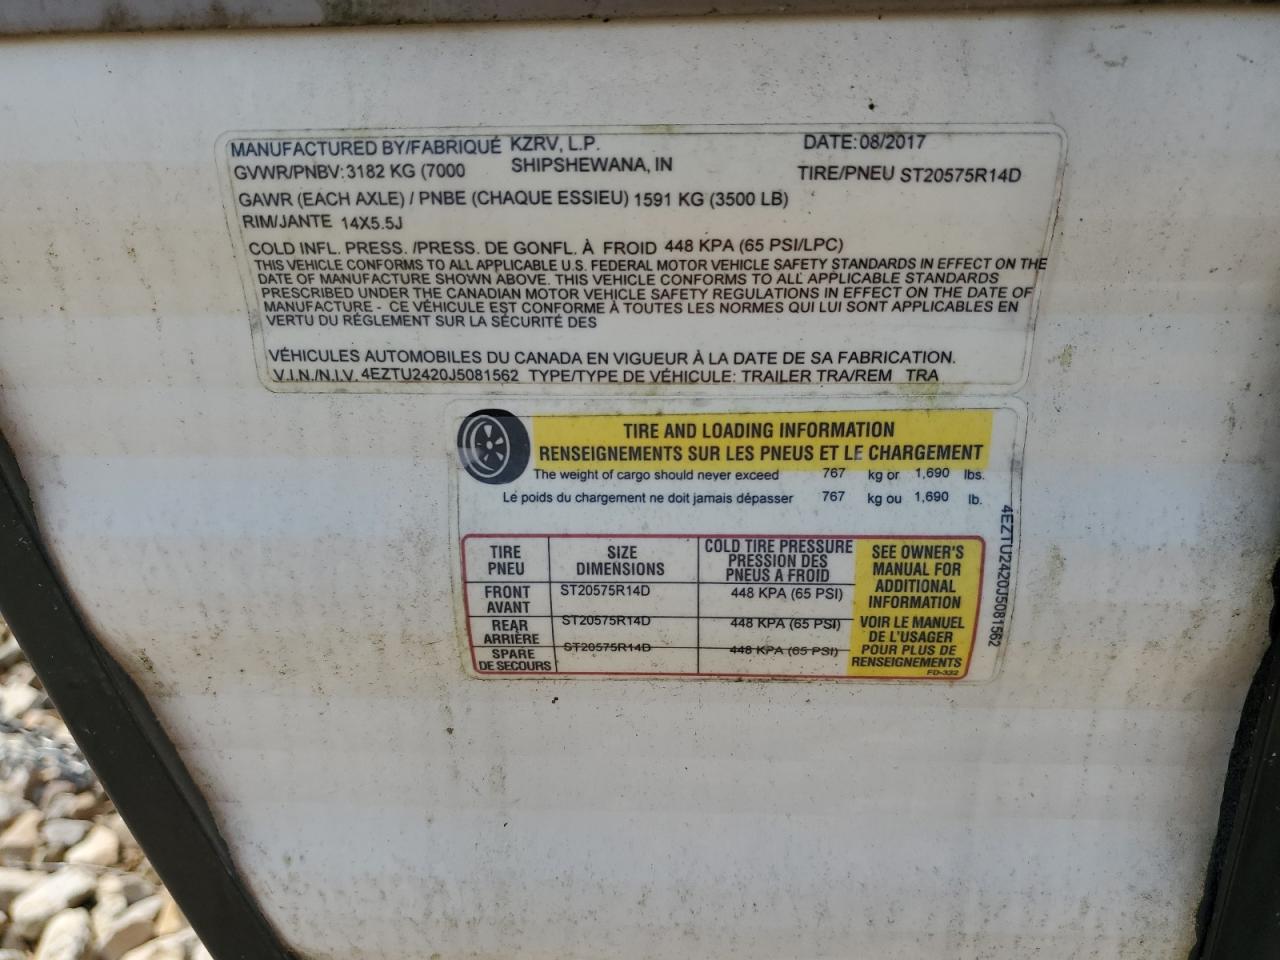 MANUFACTURED BY/FABRIQUÉ KZRV, L.P. DATE:08/2017
GVWR/PNBV:3182 KG (7000 SHIPSHEWANA, IN TIRE/PNEU ST20575R14D
GAWR (EACH AXLE) / PNBE (CHAQUE ESSIEU) 1591 KG (3500 LB)
RIM/JANTE 14X5.5J
COLD INFL. PRESS. /PRESS. DE GONFL. À FROID 448 KPA (65 PSI/LPC)
THIS VEHICLE CONFORMS TO ALL APPLICABLE U.S. FEDERAL MOTOR VEHICLE SAFETY STANDARDS IN EFFECT ON THE
DATE OF MANUFACTURE SHOWN ABOVE. THIS VEHICLE CONFORMS TO ALL APPLICABLE STANDARDS
PRESCRIBED UNDER THE CANADIAN MOTOR VEHICLE SAFETY REGULATIONS IN EFFECT ON THE DATE OF
MANUFACTURE - CE VÉHICULE EST CONFORME À TOUTES LES NORMES QUI LUI SONT APPLICABLES EN
VERTU DU RÉGLEMENT SUR LA SÉCURITÉ DES
VÉHICULES AUTOMOBILES DU CANADA EN VIGUEUR À LA DATE DE SA FABRICATION.
V.I.N./N.I.V. 4EZTU2420J5081562 TYPE/TYPE DE VÉHICULE: TRAILER TRA/REM TRA
TIRE AND LOADING INFORMATION
RENSEIGNEMENTS SUR LES PNEUS ET LE CHARGEMENT
The weight of cargo should never exceed 767 kg or 1,690 lbs.
Le poids du chargement ne doit jamais dépasser 767 kg ou 1,690 lb.
TIRE
PNEU
SIZE
DIMENSIONS
COLD TIRE PRESSURE
PRESSION DES
PNEUS A FROID
FRONT
AVANT
ST20575R14D
448 KPA (65 PSI)
REAR
ARRIÈRE
ST20575R14D
448 KPA (65 PSI)
SPARE
DE SECOURS
ST20575R14D
448 KPA (65 PSI)
SEE OWNER'S
MANUAL FOR
ADDITIONAL
INFORMATION
VOIR LE MANUEL
DE L'USAGER
POUR PLUS DE
RENSEIGNEMENTS
FD-332
4EZTU2420J5081562